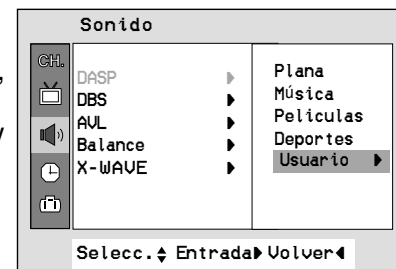 Sonido
CH.
DASP
DBS
AVL
Balance
X-WAVE
Plana
Música
Peliculas
Deportes
Usuario
Selecc. Entrada Volver